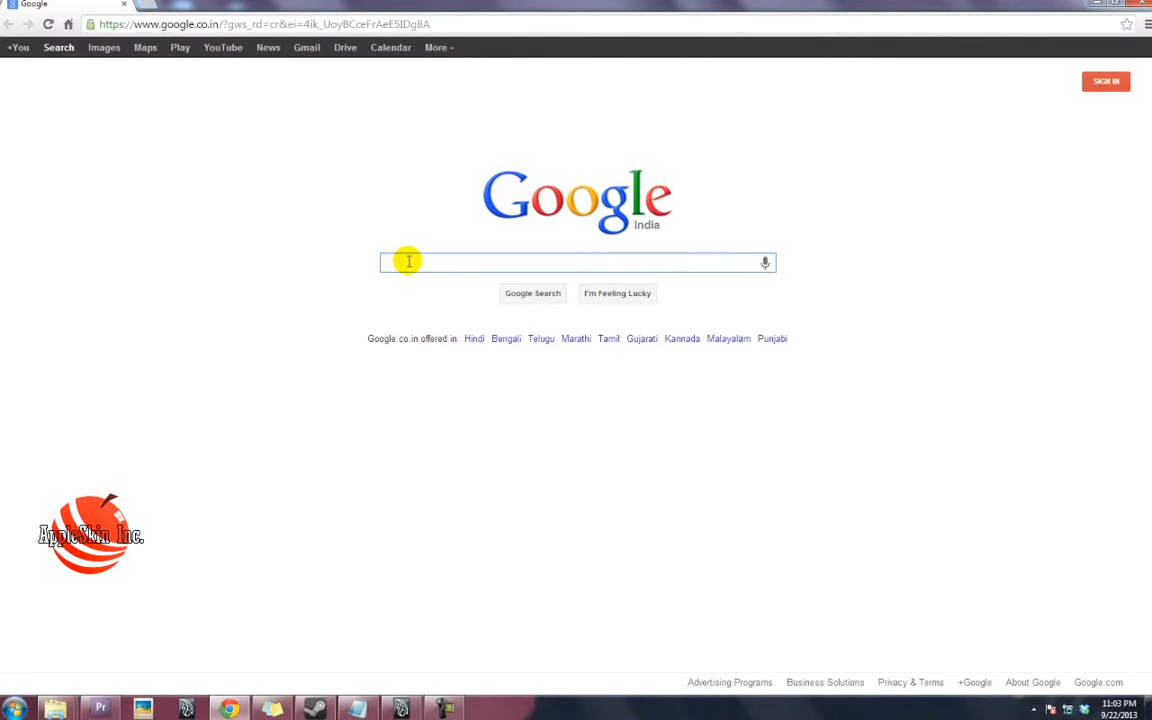 Google
https://www.google.co.in/?gws_rd=cr&ei=4ik_UoyBCceFrAeE5IDgBA
+You Search Images Maps Play YouTube News Gmail Drive Calendar More
SIGN IN
Google
India
Google Search I'm Feeling Lucky
Google.co.in offered in: Hindi Bengali Telugu Marathi Tamil Gujarati Kannada Malayalam Punjabi
AppleSkin Inc.
Advertising Programs Business Solutions Privacy & Terms +Google About Google Google.com
Pr
11:03 PM
9/22/2013